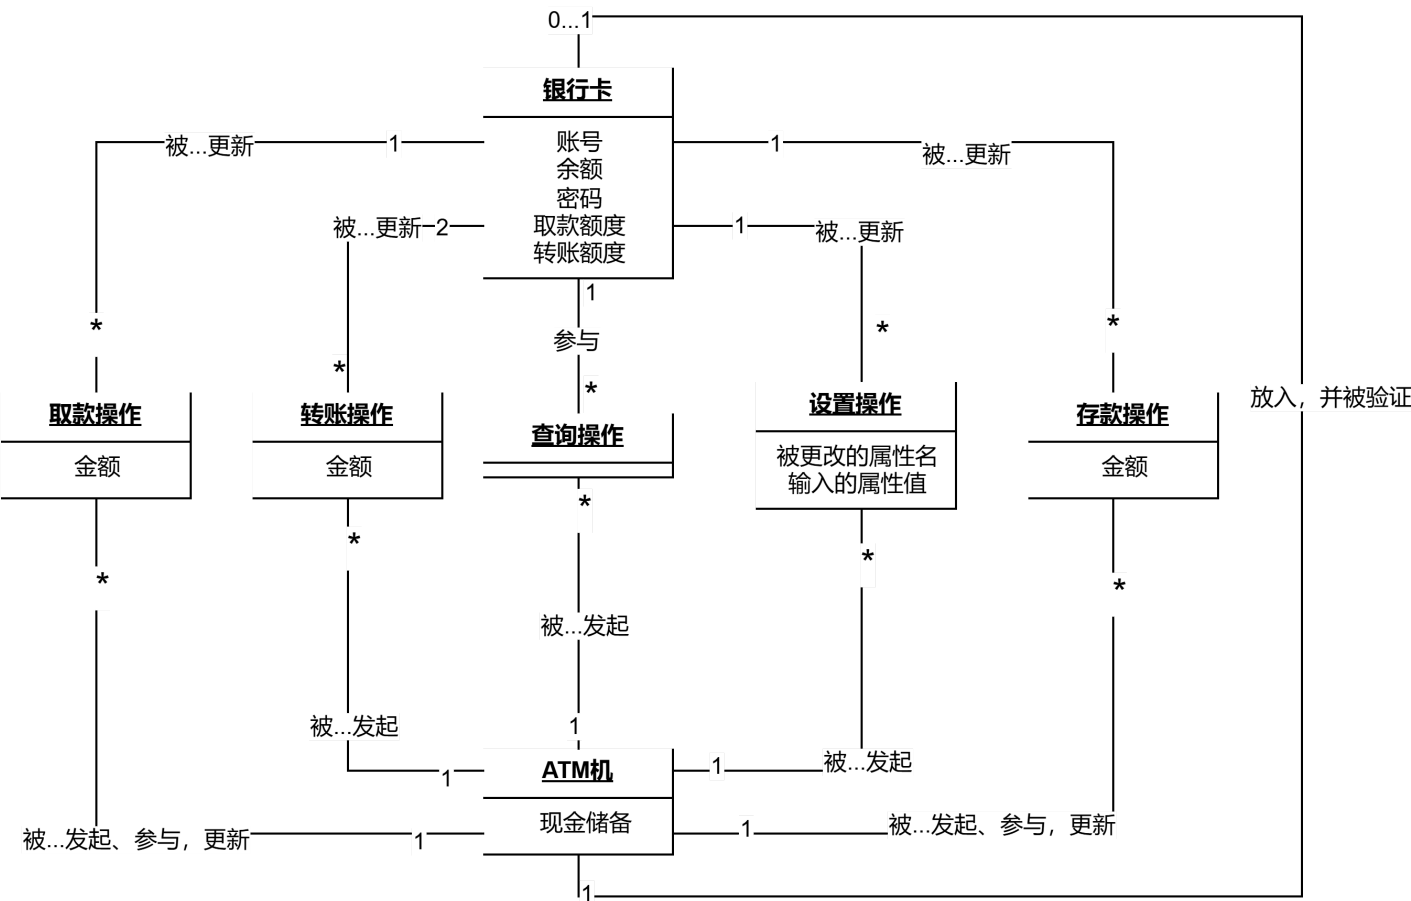 0...1
银行卡
账号
余额
密码
取款额度
转账额度
被...更新
1
1
被...更新
被...更新
2
1
被...更新
1
参与
*
*
*
*
*
取款操作
金额
转账操作
金额
查询操作
设置操作
被更改的属性名
输入的属性值
存款操作
金额
放入，并被验证
*
*
*
*
*
被...发起
被...发起
1
被...发起
1
1
ATM机
现金储备
被...发起、参与，更新
1
1
被...发起、参与，更新
1